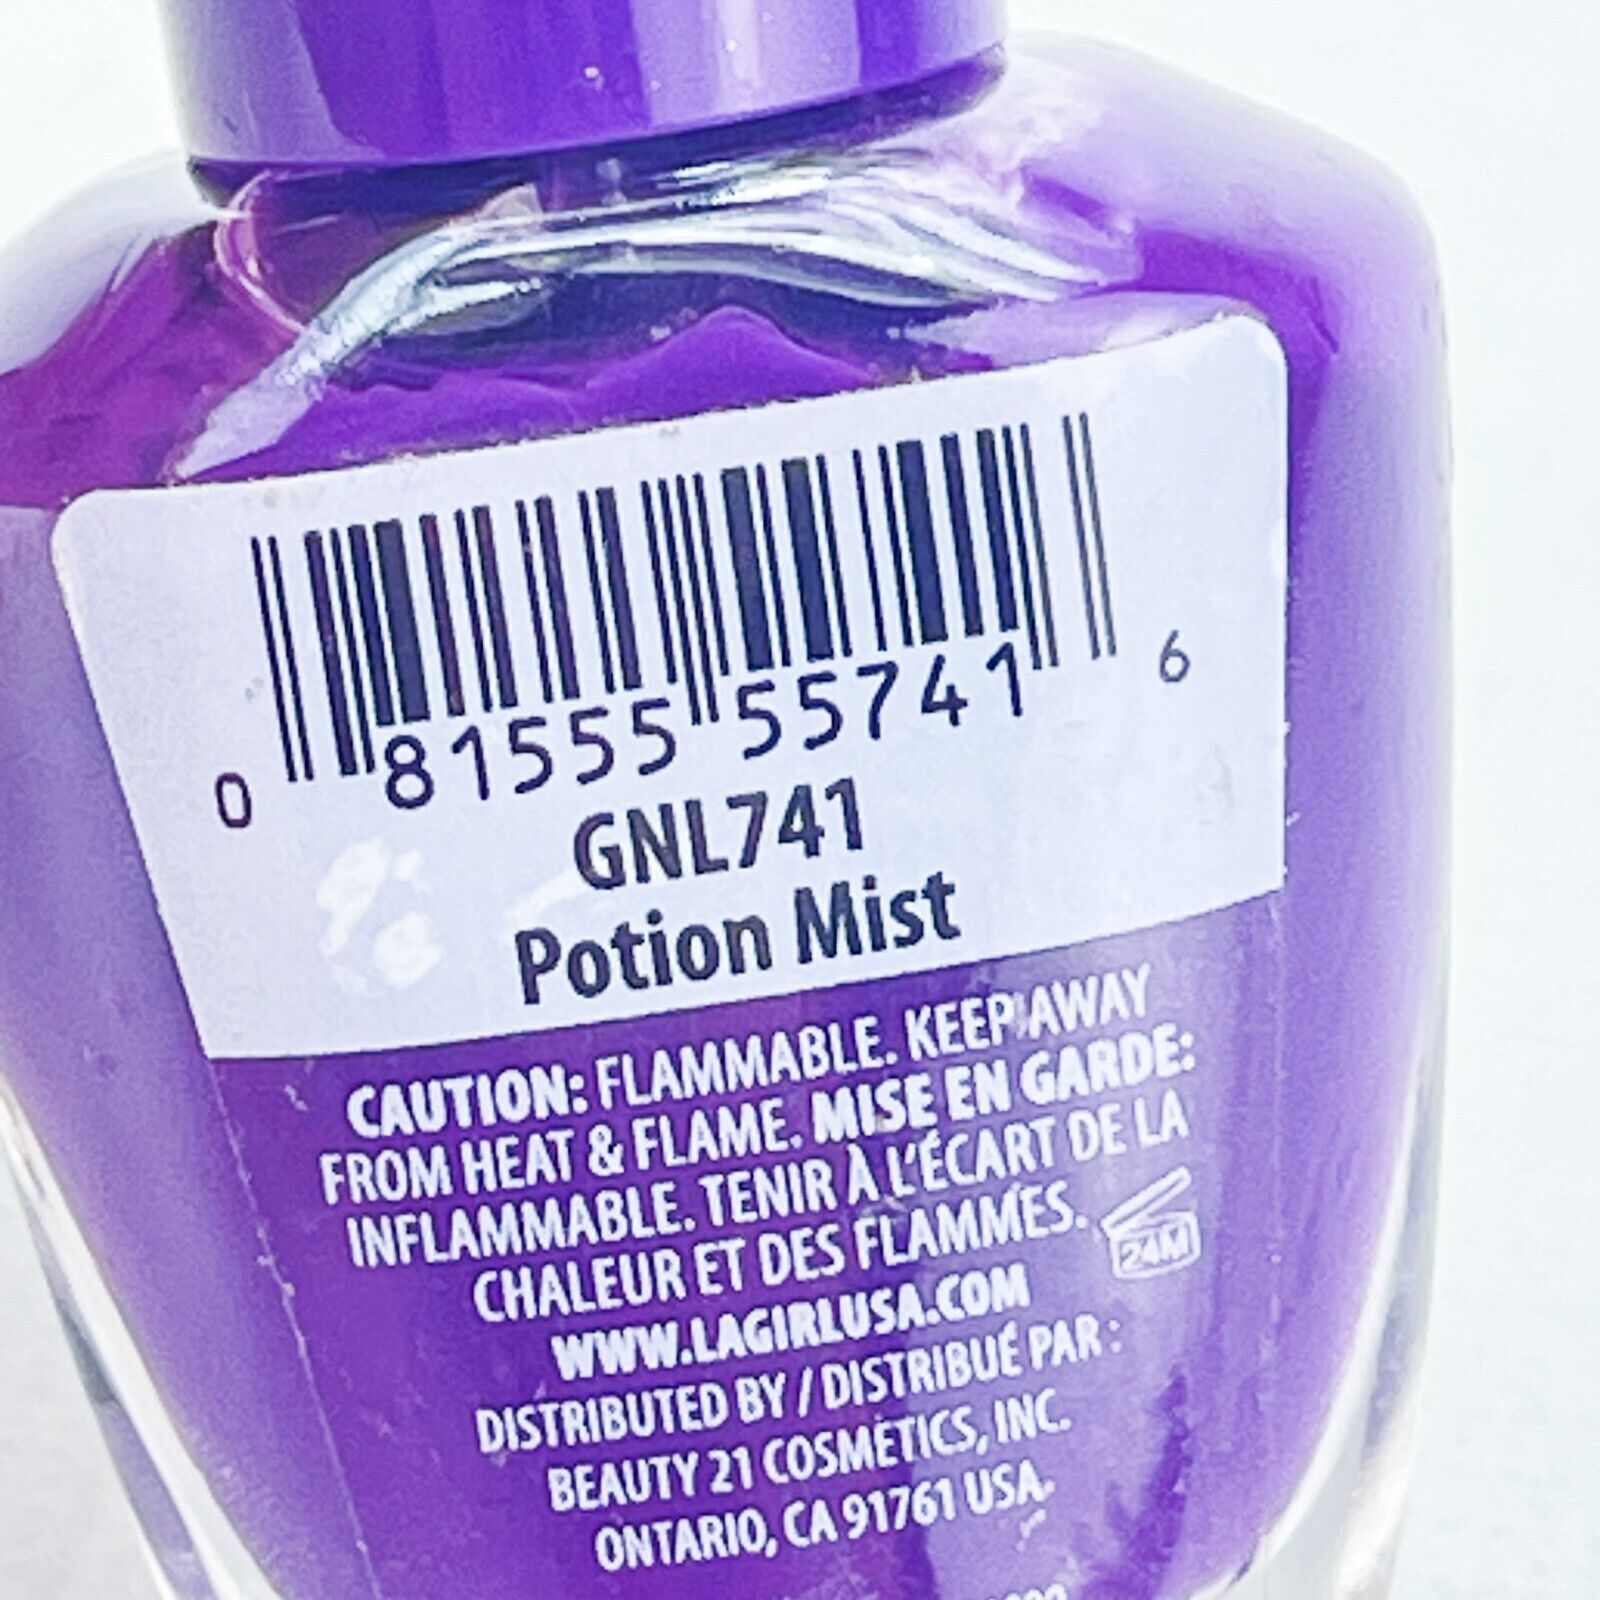 0 81555 55741 6
GNL741
Potion Mist
CAUTION: FLAMMABLE. KEEP AWAY
FROM HEAT & FLAME. MISE EN GARDE:
INFLAMMABLE. TENIR À L'ÉCART DE LA
CHALEUR ET DES FLAMMES.
24M
WWW.LAGIRLUSA.COM
DISTRIBUTED BY / DISTRIBUÉ PAR :
BEAUTY 21 COSMETICS, INC.
ONTARIO, CA 91761 USA.